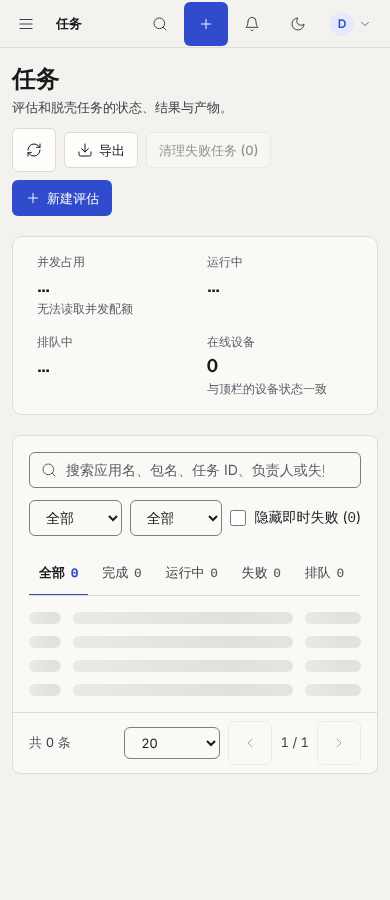 任务
D
任务
评估和脱壳任务的状态、结果与产物。
导出
清理失败任务 (0)
新建评估
并发占用
运行中
...
...
无法读取并发配额
排队中
在线设备
...
0
与顶栏的设备状态一致
搜索应用名、包名、任务 ID、负责人或失
全部
全部
隐藏即时失败 (0)
全部 0
完成 0
运行中 0
失败 0
排队 0
共 0 条
20
1 / 1